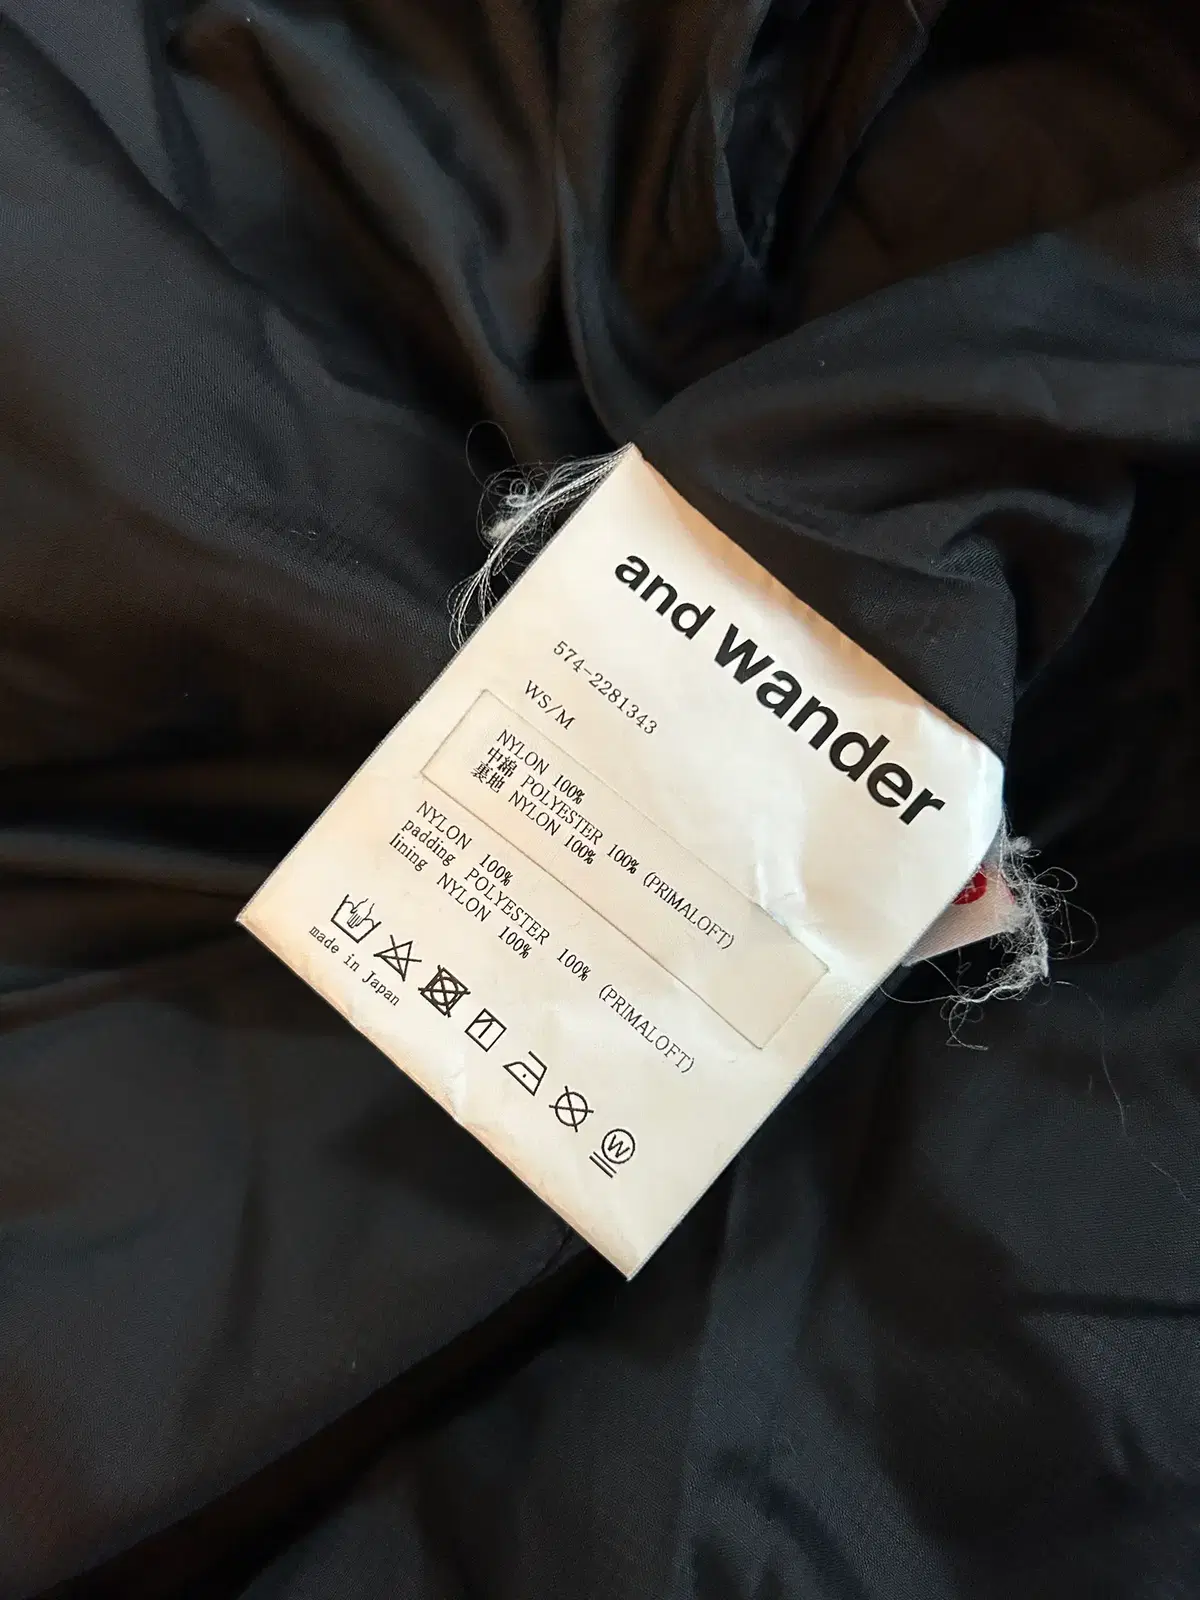 and wander
574-2281343
WS/M
NYLON 100%
中綿 POLYESTER 100% (PRIMALOFT)
裏地 NYLON 100%
NYLON 100%
padding POLYESTER 100% (PRIMALOFT)
lining NYLON 100%
W
made in Japan